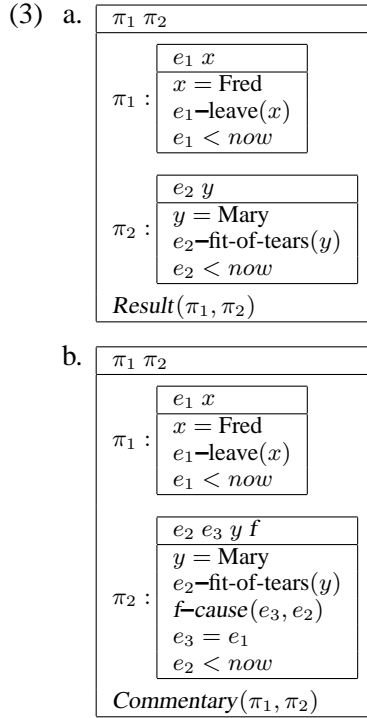 (3) a. π₁ π₂
e₁ x
π₁ : x = Fred
e₁–leave(x)
e₁ < now
e₂ y
y = Mary
π₂ : e₂–fit-of-tears(y)
e₂ < now
Result(π₁, π₂)
b. π₁ π₂
e₁ x
π₁ : x = Fred
e₁–leave(x)
e₁ < now
e₂ e₃ y f
y = Mary
e₂–fit-of-tears(y)
π₂ : f–cause(e₃, e₂)
e₃ = e₁
e₂ < now
Commentary(π₁, π₂)